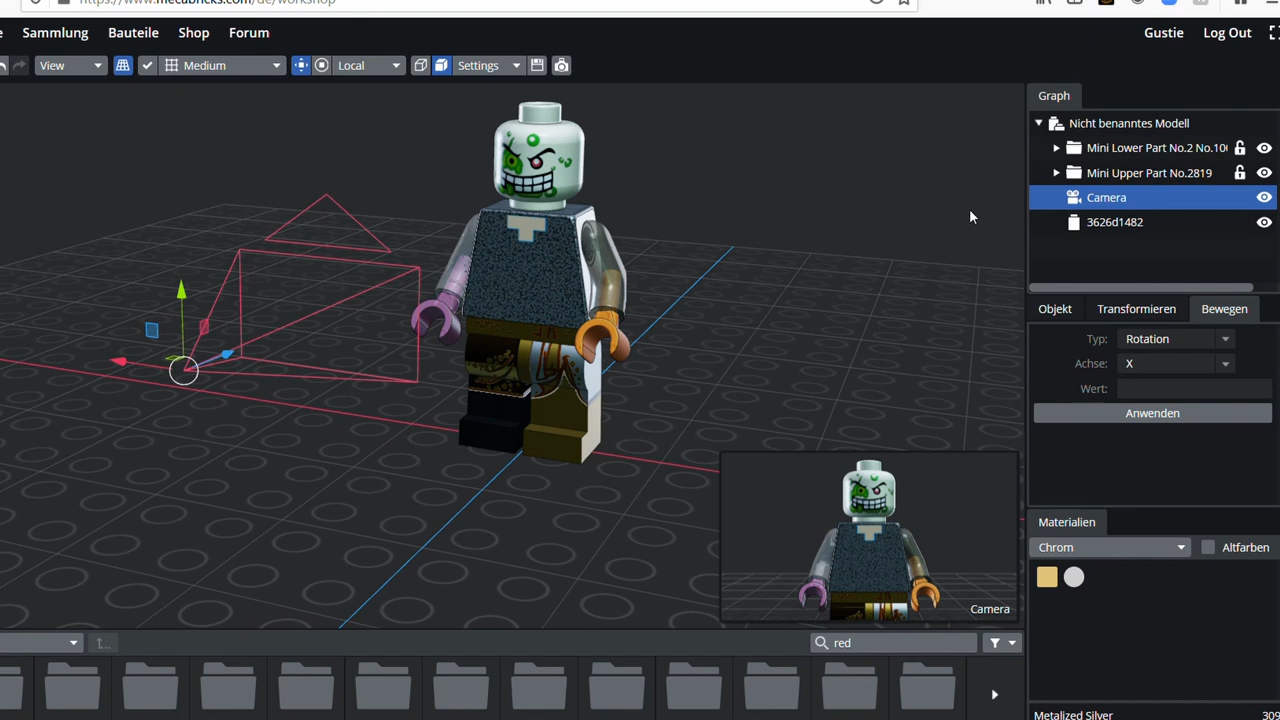 https://www.mecabricks.com/de/workshop
e Sammlung Bauteile Shop Forum Gustie Log Out
View Medium Local Settings
Graph
Nicht benanntes Modell
Mini Lower Part No.2 No.10
Mini Upper Part No.2819
Camera
3626d1482
Objekt Transformieren Bewegen
Typ: Rotation
Achse: X
Wert:
Anwenden
Camera
Materialien
Chrom Altfarben
red
Metalized Silver 309